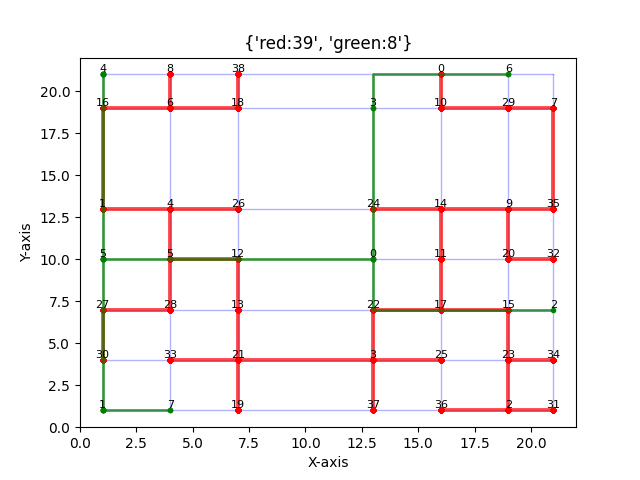 {'red:39', 'green:8'}
4 8 38 0 6
20.0
16 6 18 3 10 29 7
17.5
15.0
1 4 26 24 14 9 35
12.5
5 5 12 0 11 20 32
10.0
27 28 13 22 17 15 2
7.5
5.0
30 33 21 3 25 23 34
2.5
1 7 19 37 36 2 31
0.0
0.0 2.5 5.0 7.5 10.0 12.5 15.0 17.5 20.0
X-axis
Y-axis